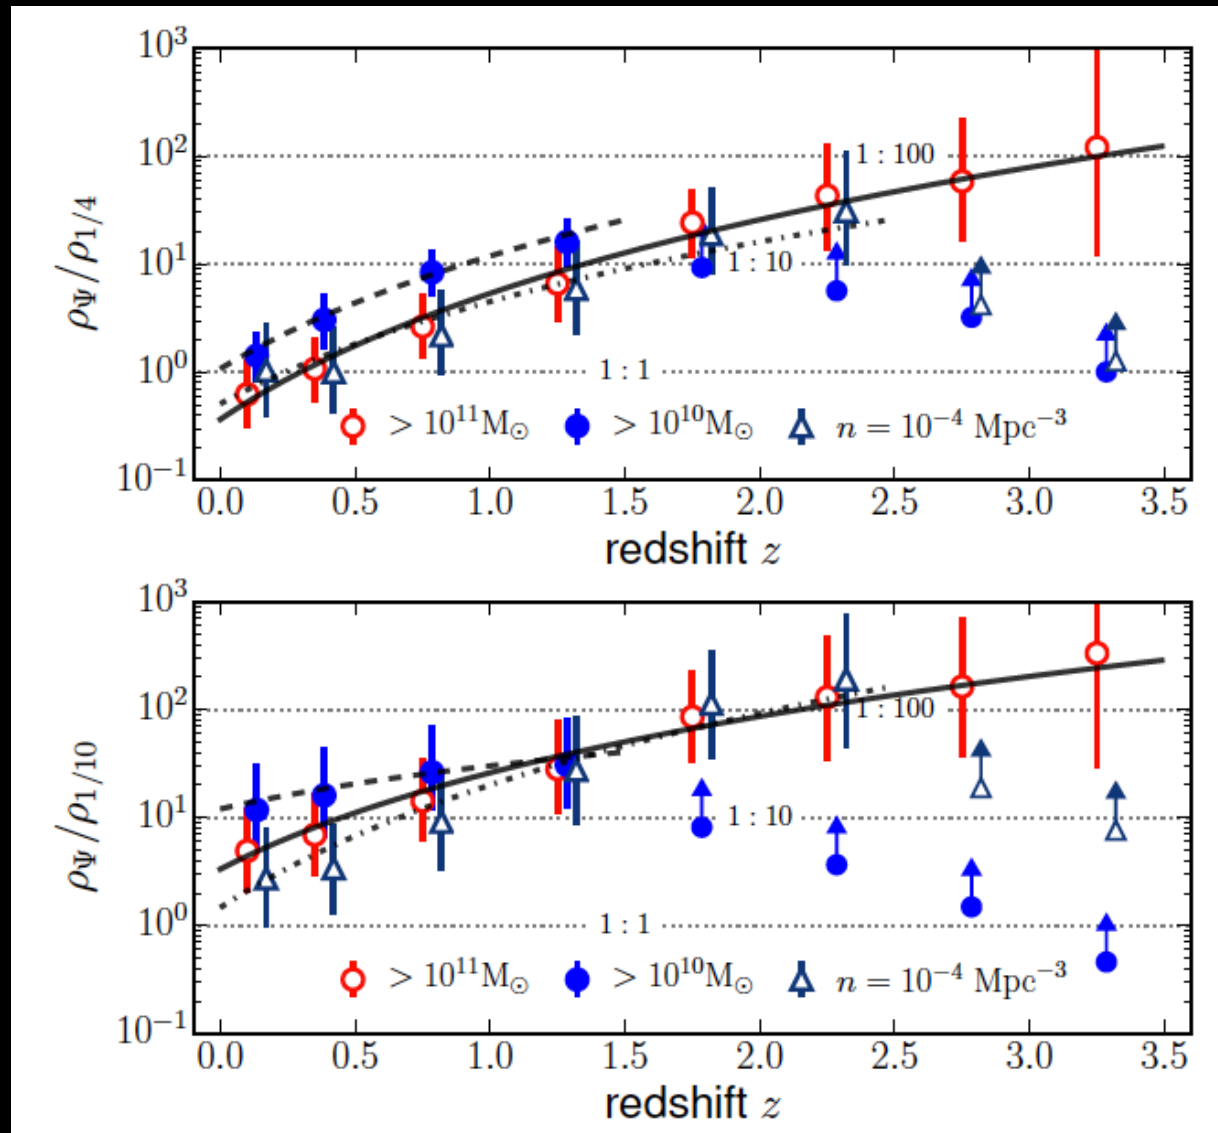 10³
10²
10¹
10⁰
10⁻¹
ρΨ/ρ1/4
1 : 100
1 : 10
1 : 1
> 10¹¹M⊙
> 10¹⁰M⊙
n = 10⁻⁴ Mpc⁻³
0.0 0.5 1.0 1.5 2.0 2.5 3.0 3.5
redshift z
10³
10²
10¹
10⁰
10⁻¹
ρΨ/ρ1/10
1 : 100
1 : 10
1 : 1
> 10¹¹M⊙
> 10¹⁰M⊙
n = 10⁻⁴ Mpc⁻³
0.0 0.5 1.0 1.5 2.0 2.5 3.0 3.5
redshift z